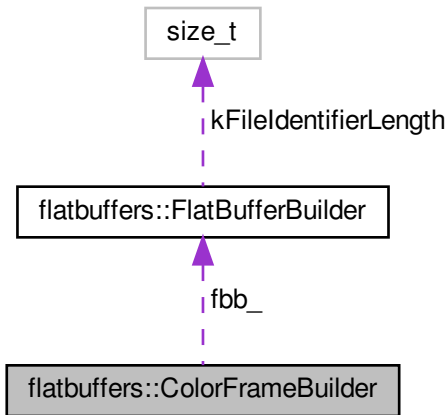 size_t
kFileIdentifierLength
flatbuffers::FlatBufferBuilder
fbb_
flatbuffers::ColorFrameBuilder